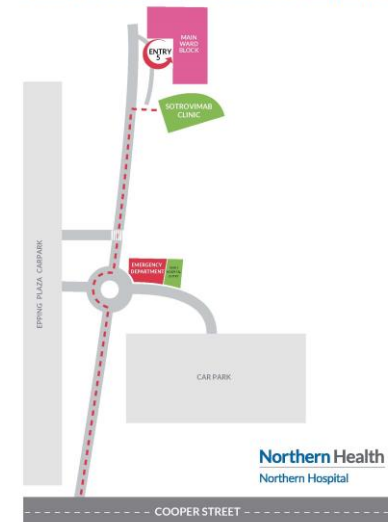 MAIN
WARD
BLOCK
ENTRY
5
SOTROVIMAB
CLINIC
EPPING PLAZA CARPARK
EMERGENCY
DEPARTMENT
HOSPITAL
CAR PARK
Northern Health
Northern Hospital
COOPER STREET